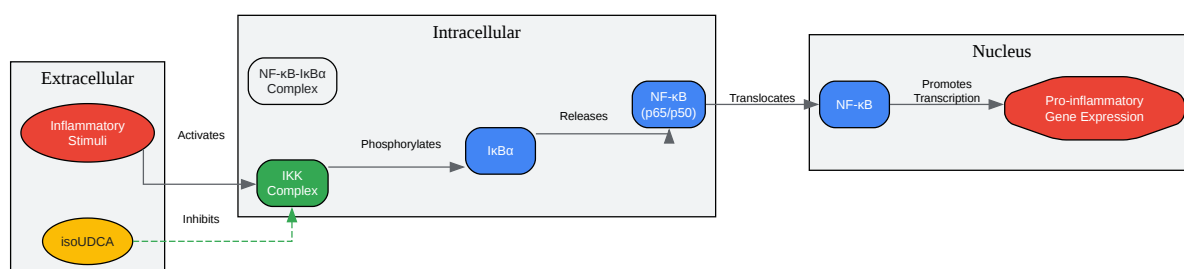 Extracellular
Inflammatory
Stimuli
isoUDCA
Activates
Inhibits
Intracellular
NF-κB-IκBα
Complex
IKK
Complex
Phosphorylates
IκBα
Releases
NF-κB
(p65/p50)
Translocates
Nucleus
NF-κB
Promotes
Transcription
Pro-inflammatory
Gene Expression